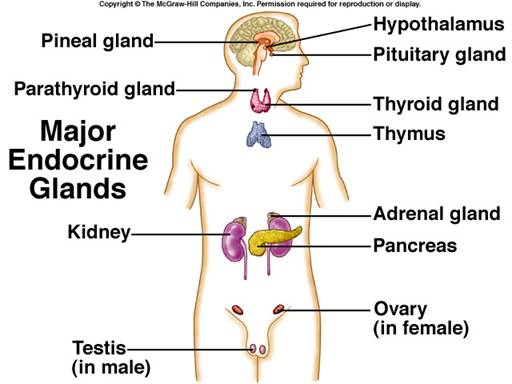 Copyright © The McGraw-Hill Companies, Inc. Permission required for reproduction or display.
Hypothalamus
Pineal gland
Pituitary gland
Parathyroid gland
Thyroid gland
Major
Endocrine
Glands
Thymus
Adrenal gland
Kidney
Pancreas
Ovary
(in female)
Testis
(in male)